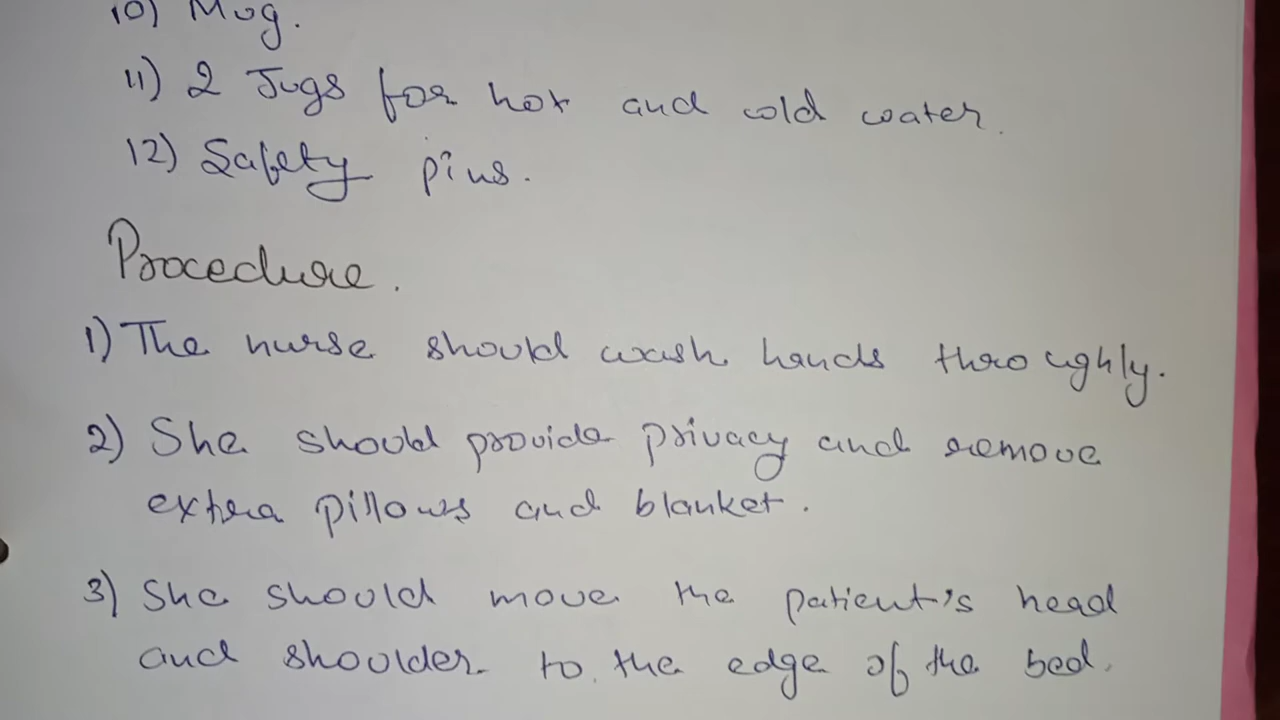 10) Mug.
11) 2 Jugs for hot and cold water.
12) Safety pins.
Procedure.
1) The nurse should wash hands throughly.
2) She should provide privacy and remove
extra pillows and blanket.
3) She should move the patient's head
and shoulder to the edge of the bed.